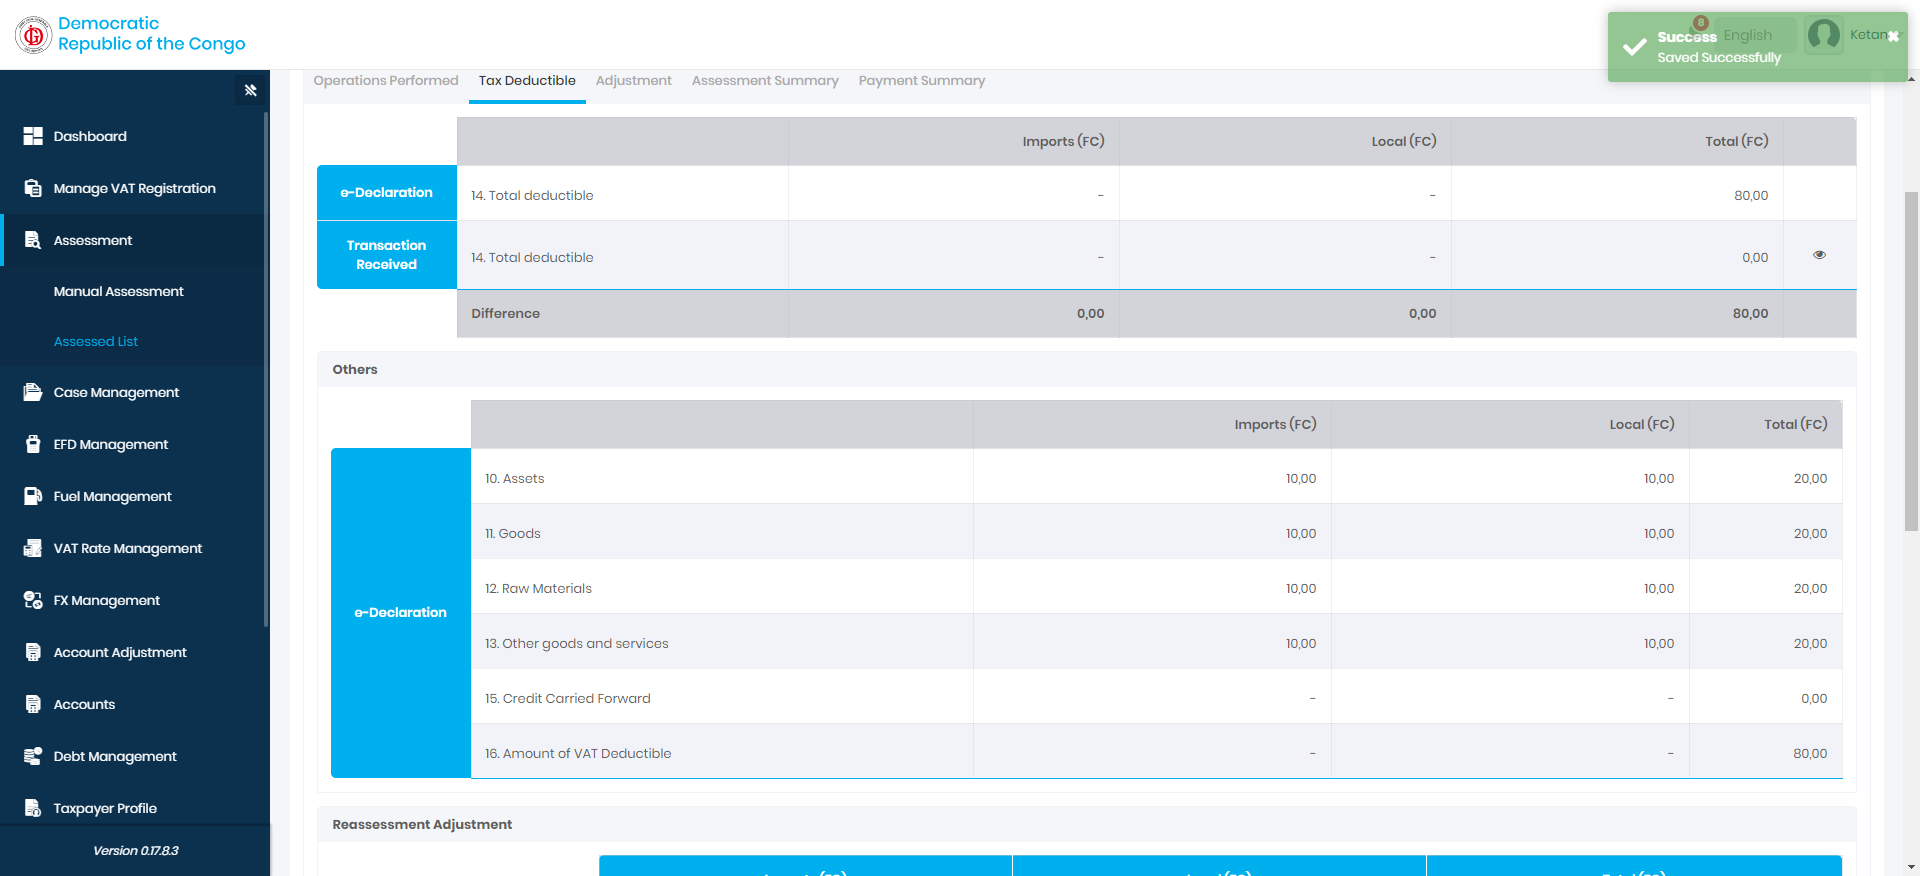 Democratic
Republic of the Congo
8
English
Ketan
Success
Saved Successfully
Dashboard
Manage VAT Registration
Assessment
Manual Assessment
Assessed List
Case Management
EFD Management
Fuel Management
VAT Rate Management
FX Management
Account Adjustment
Accounts
Debt Management
Taxpayer Profile
Version 0.17.8.3
Operations Performed Tax Deductible Adjustment Assessment Summary Payment Summary
Imports (FC) Local (FC) Total (FC)
e-Declaration 14. Total deductible - - 80,00
Transaction
Received 14. Total deductible - - 0,00
Difference 0,00 0,00 80,00
Others
Imports (FC) Local (FC) Total (FC)
e-Declaration
10. Assets 10,00 10,00 20,00
11. Goods 10,00 10,00 20,00
12. Raw Materials 10,00 10,00 20,00
13. Other goods and services 10,00 10,00 20,00
15. Credit Carried Forward - - 0,00
16. Amount of VAT Deductible - - 80,00
Reassessment Adjustment